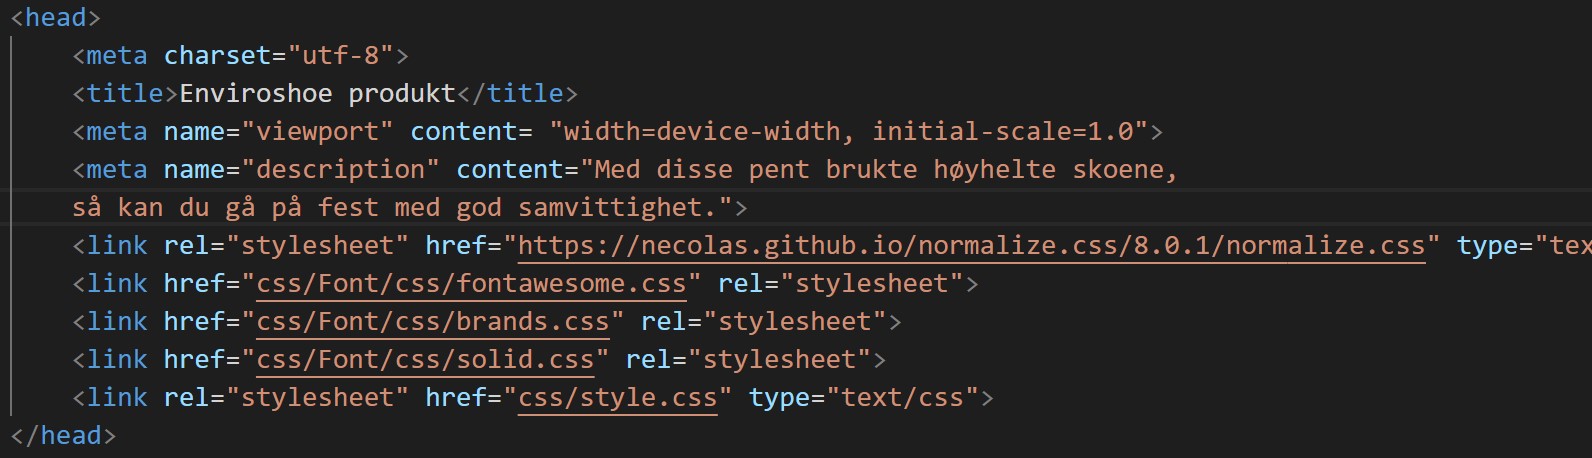 <head>
<meta charset="utf-8">
<title>Enviroshoe produkt</title>
<meta name="viewport" content= "width=device-width, initial-scale=1.0">
<meta name="description" content="Med disse pent brukte høyhelte skoene,
så kan du gå på fest med god samvittighet.">
<link rel="stylesheet" href="https://necolas.github.io/normalize.css/8.0.1/normalize.css" type="tex
<link href="css/Font/css/fontawesome.css" rel="stylesheet">
<link href="css/Font/css/brands.css" rel="stylesheet">
<link href="css/Font/css/solid.css" rel="stylesheet">
<link rel="stylesheet" href="css/style.css" type="text/css">
</head>